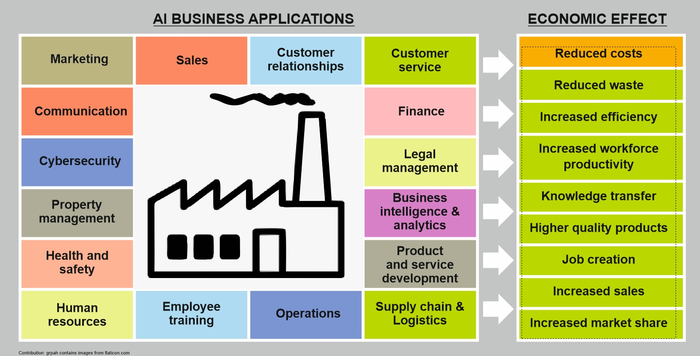 AI BUSINESS APPLICATIONS
ECONOMIC EFFECT
Marketing
Sales
Customer
relationships
Customer
service
Communication
Finance
Cybersecurity
Legal
management
Property
management
Business
intelligence &
analytics
Health and
safety
Product
and service
development
Human
resources
Employee
training
Operations
Supply chain &
Logistics
Reduced costs
Reduced waste
Increased efficiency
Increased workforce
productivity
Knowledge transfer
Higher quality products
Job creation
Increased sales
Increased market share
Contribution: grpah contains images from flaticon.com